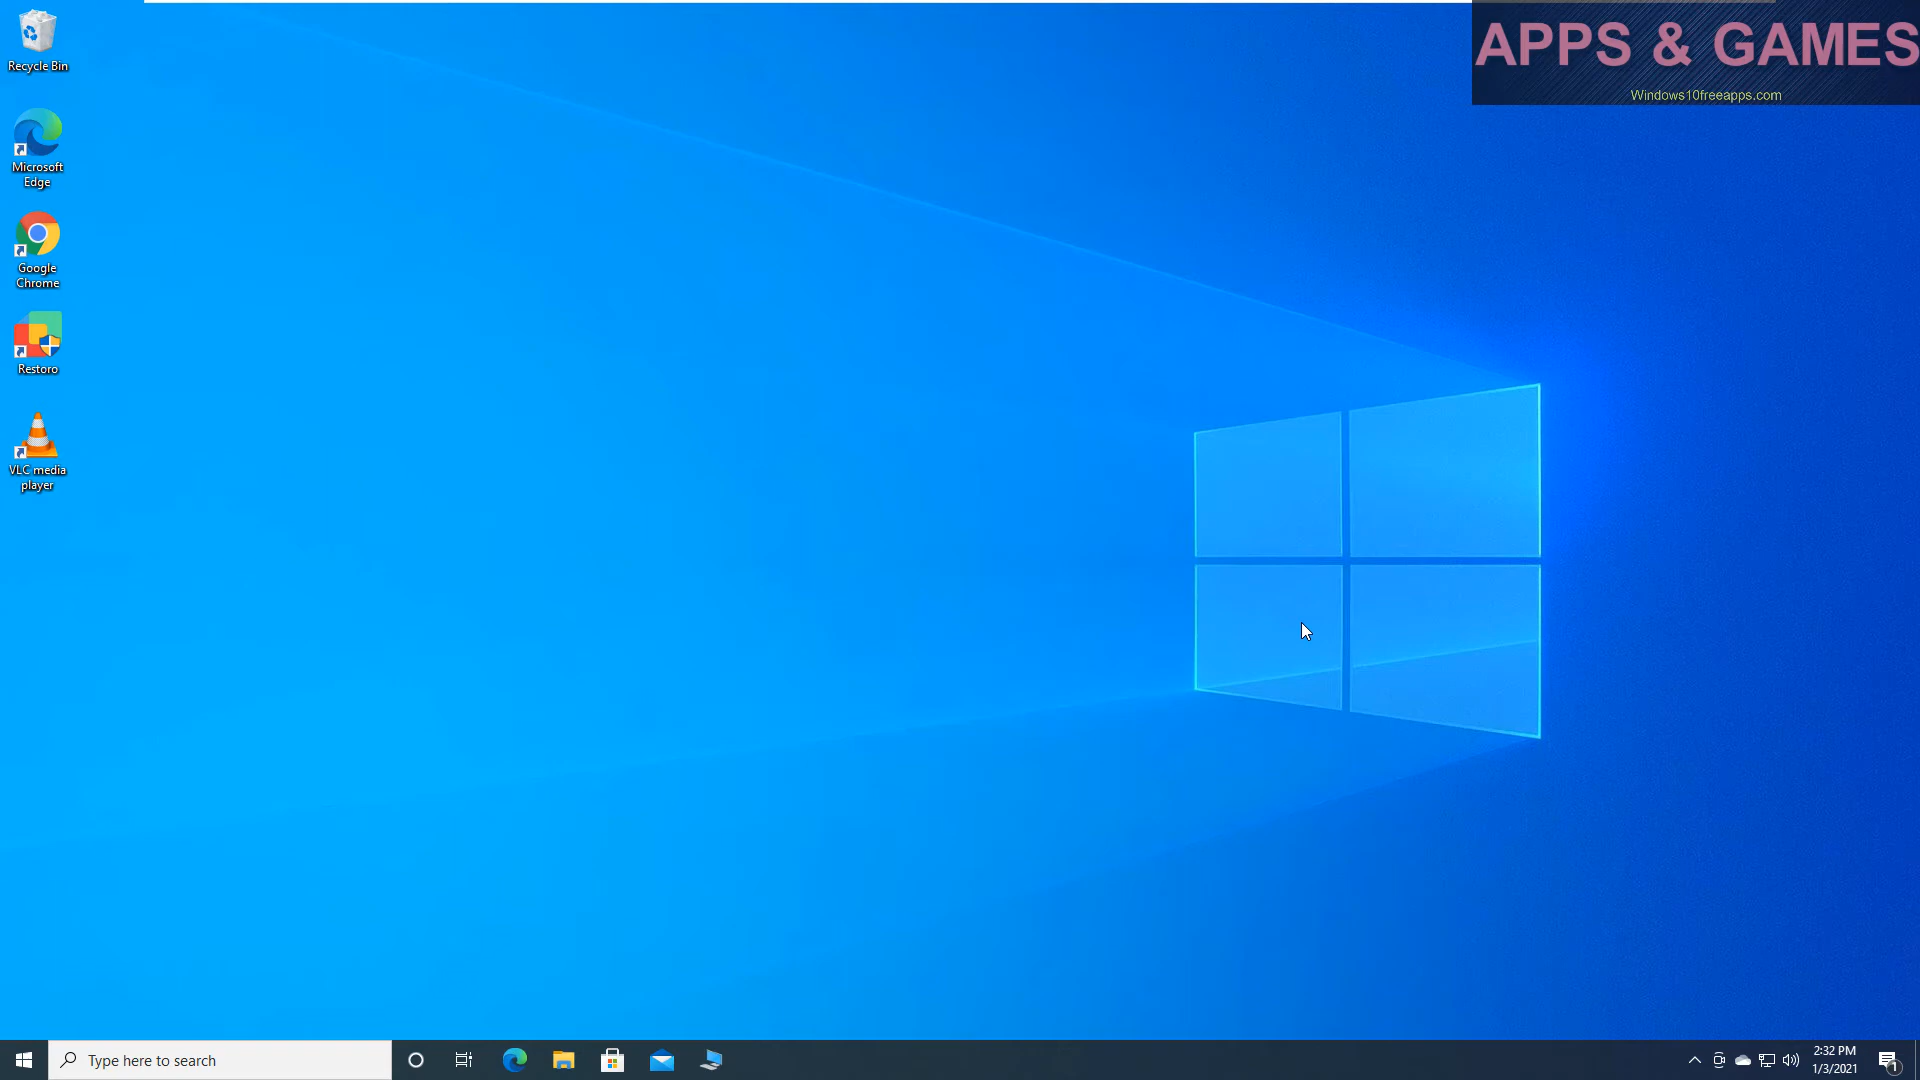 APPS & GAMES
Windows10freeapps.com
Recycle Bin
Microsoft
Edge
Google
Chrome
Restoro
VLC media
player
Type here to search
2:32 PM
1/3/2021
1